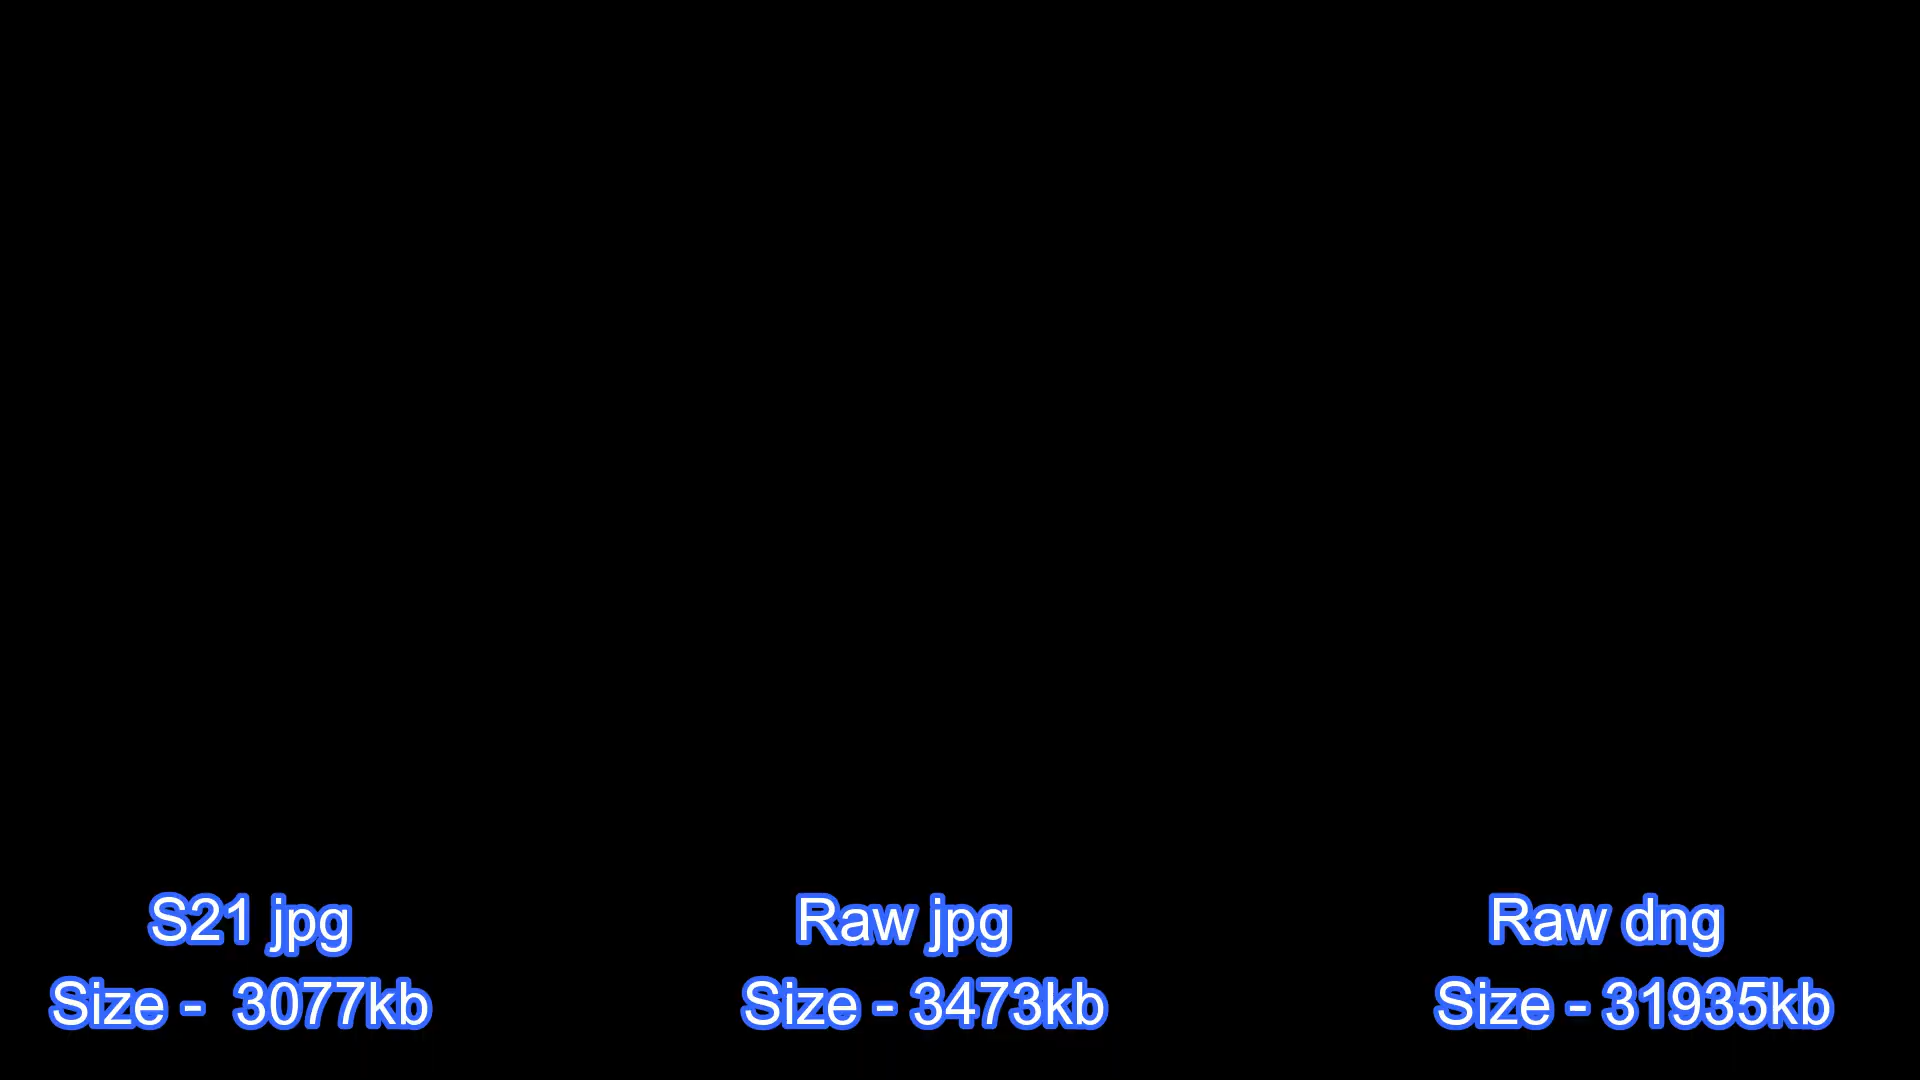 S21 jpg
Size -  3077kb
Raw jpg
Size - 3473kb
Raw dng
Size - 31935kb